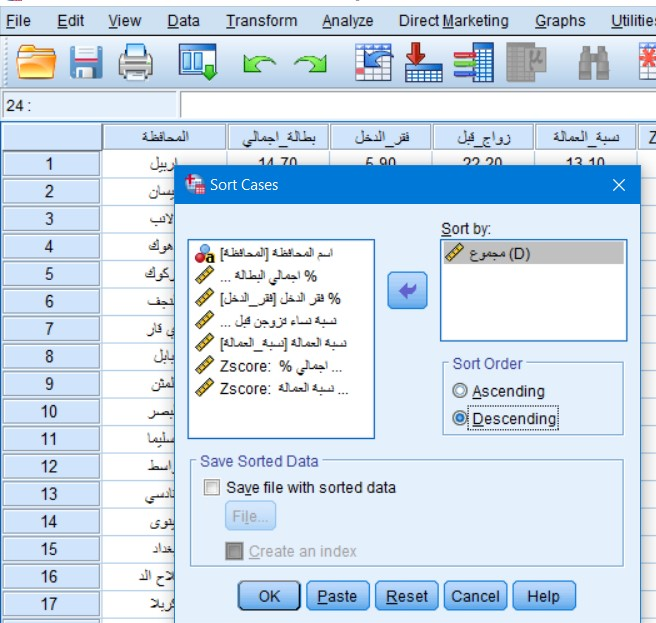 File Edit View Data Transform Analyze Direct Marketing Graphs Utilitie
24 :
المحافظة بطالة_اجمالي فقر_الدخل زواج_قبل نسبة_العمالة Z
1 اربيل 14.70 5.90 22.20 13.10
2 يسان
3 لانب
4 هوك
5 ركوك
6 نجف
7 ي قار
8 بابل
9 لمثن
10 بصر
11 سليما
12 راسط
13 نادسي
14 ينوى
15 غداد
16 لاح الد
17 كربلا
Sort Cases
اسم المحافظة [المحافظة]
% اجمالي البطالة ...
% فقر الدخل [فقر_الدخل]
نسبة نساء تزوجن قبل ...
نسبة العمالة [نسبة_العمالة]
Zscore: % اجمالي ...
Zscore: نسبة العمالة ...
Sort by:
مجموع (D)
Sort Order
Ascending
Descending
Save Sorted Data
Save file with sorted data
File...
Create an index
OK Paste Reset Cancel Help